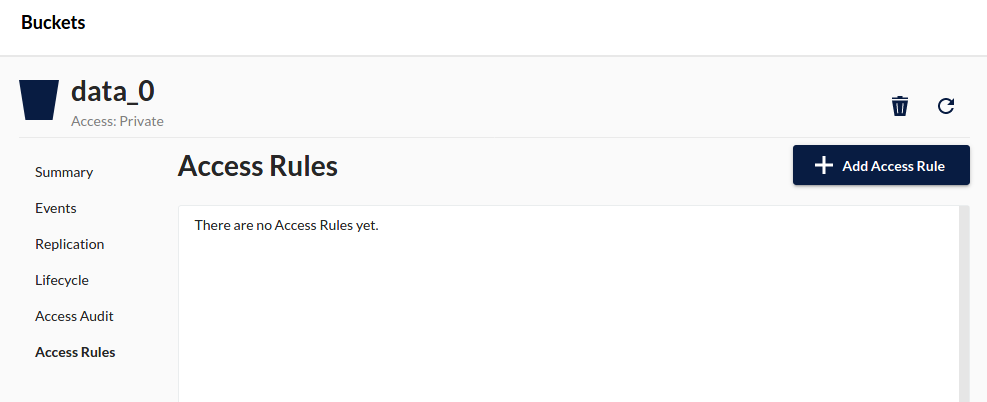 Buckets
data_0
Access: Private
Summary
Events
Replication
Lifecycle
Access Audit
Access Rules
Access Rules
Add Access Rule
There are no Access Rules yet.